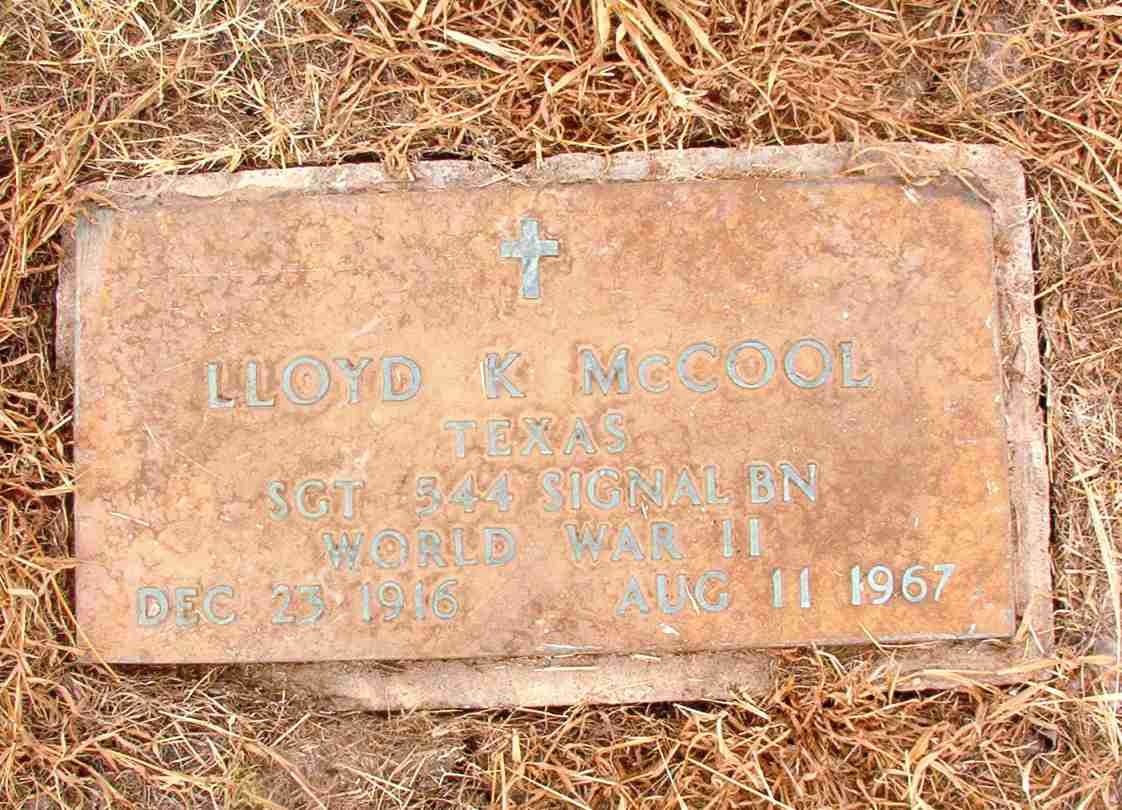 LLOYD K McCOOL
TEXAS
SGT 544 SIGNAL BN
WORLD WAR II
DEC 23 1916 AUG 11 1967